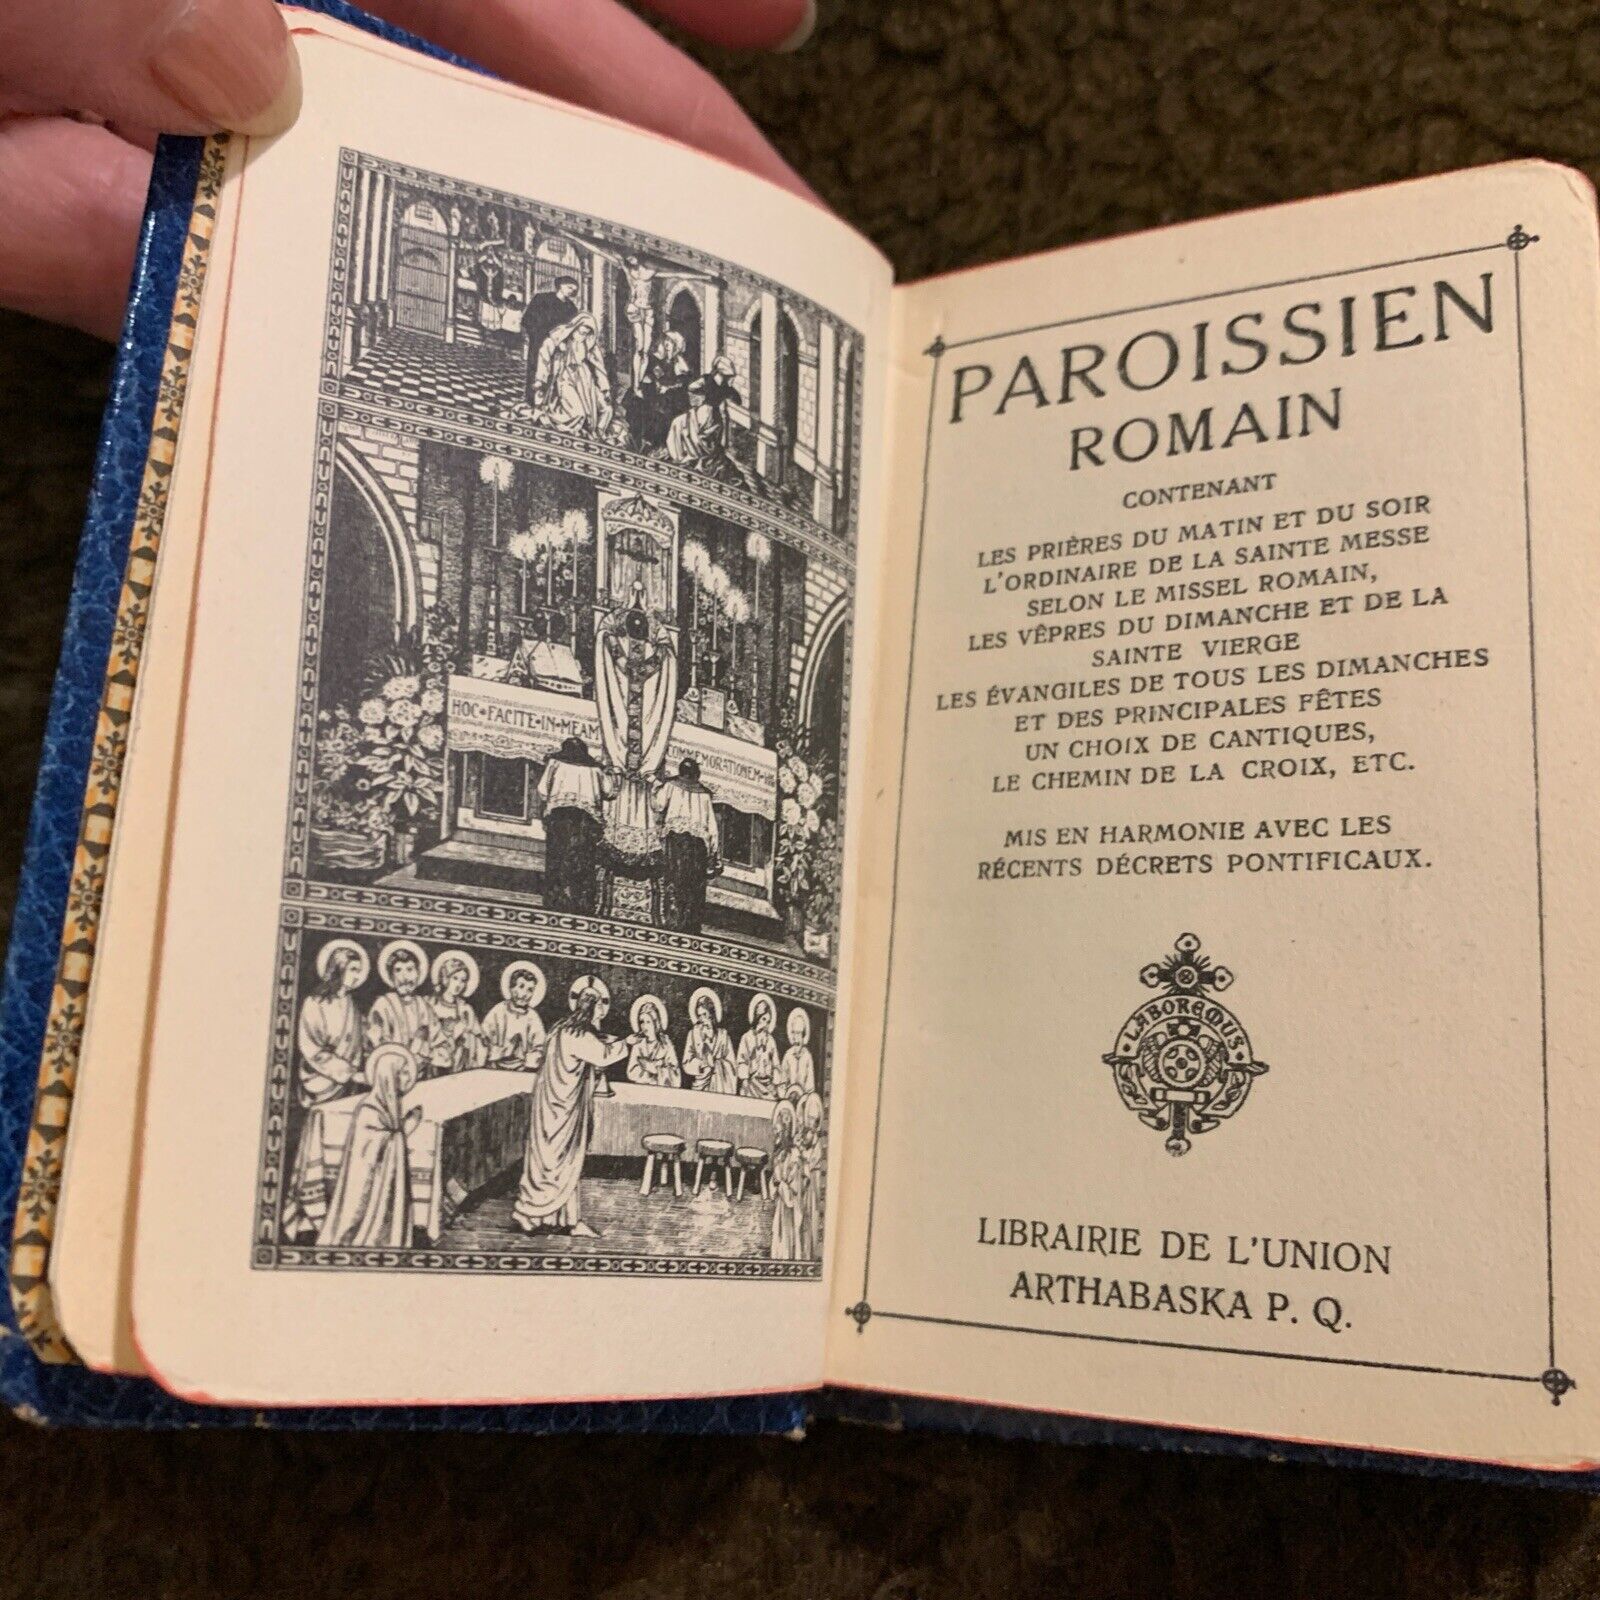 HOC FACITE IN MEAM
COMMEMORATIONEM
PAROISSIEN
ROMAIN
CONTENANT
LES PRIÈRES DU MATIN ET DU SOIR
L'ORDINAIRE DE LA SAINTE MESSE
SELON LE MISSEL ROMAIN,
LES VÊPRES DU DIMANCHE ET DE LA
SAINTE VIERGE
LES ÉVANGILES DE TOUS LES DIMANCHES
ET DES PRINCIPALES FÊTES
UN CHOIX DE CANTIQUES,
LE CHEMIN DE LA CROIX, ETC.
MIS EN HARMONIE AVEC LES
RÉCENTS DÉCRETS PONTIFICAUX.
LABOREMUS
LIBRAIRIE DE L'UNION
ARTHABASKA P. Q.